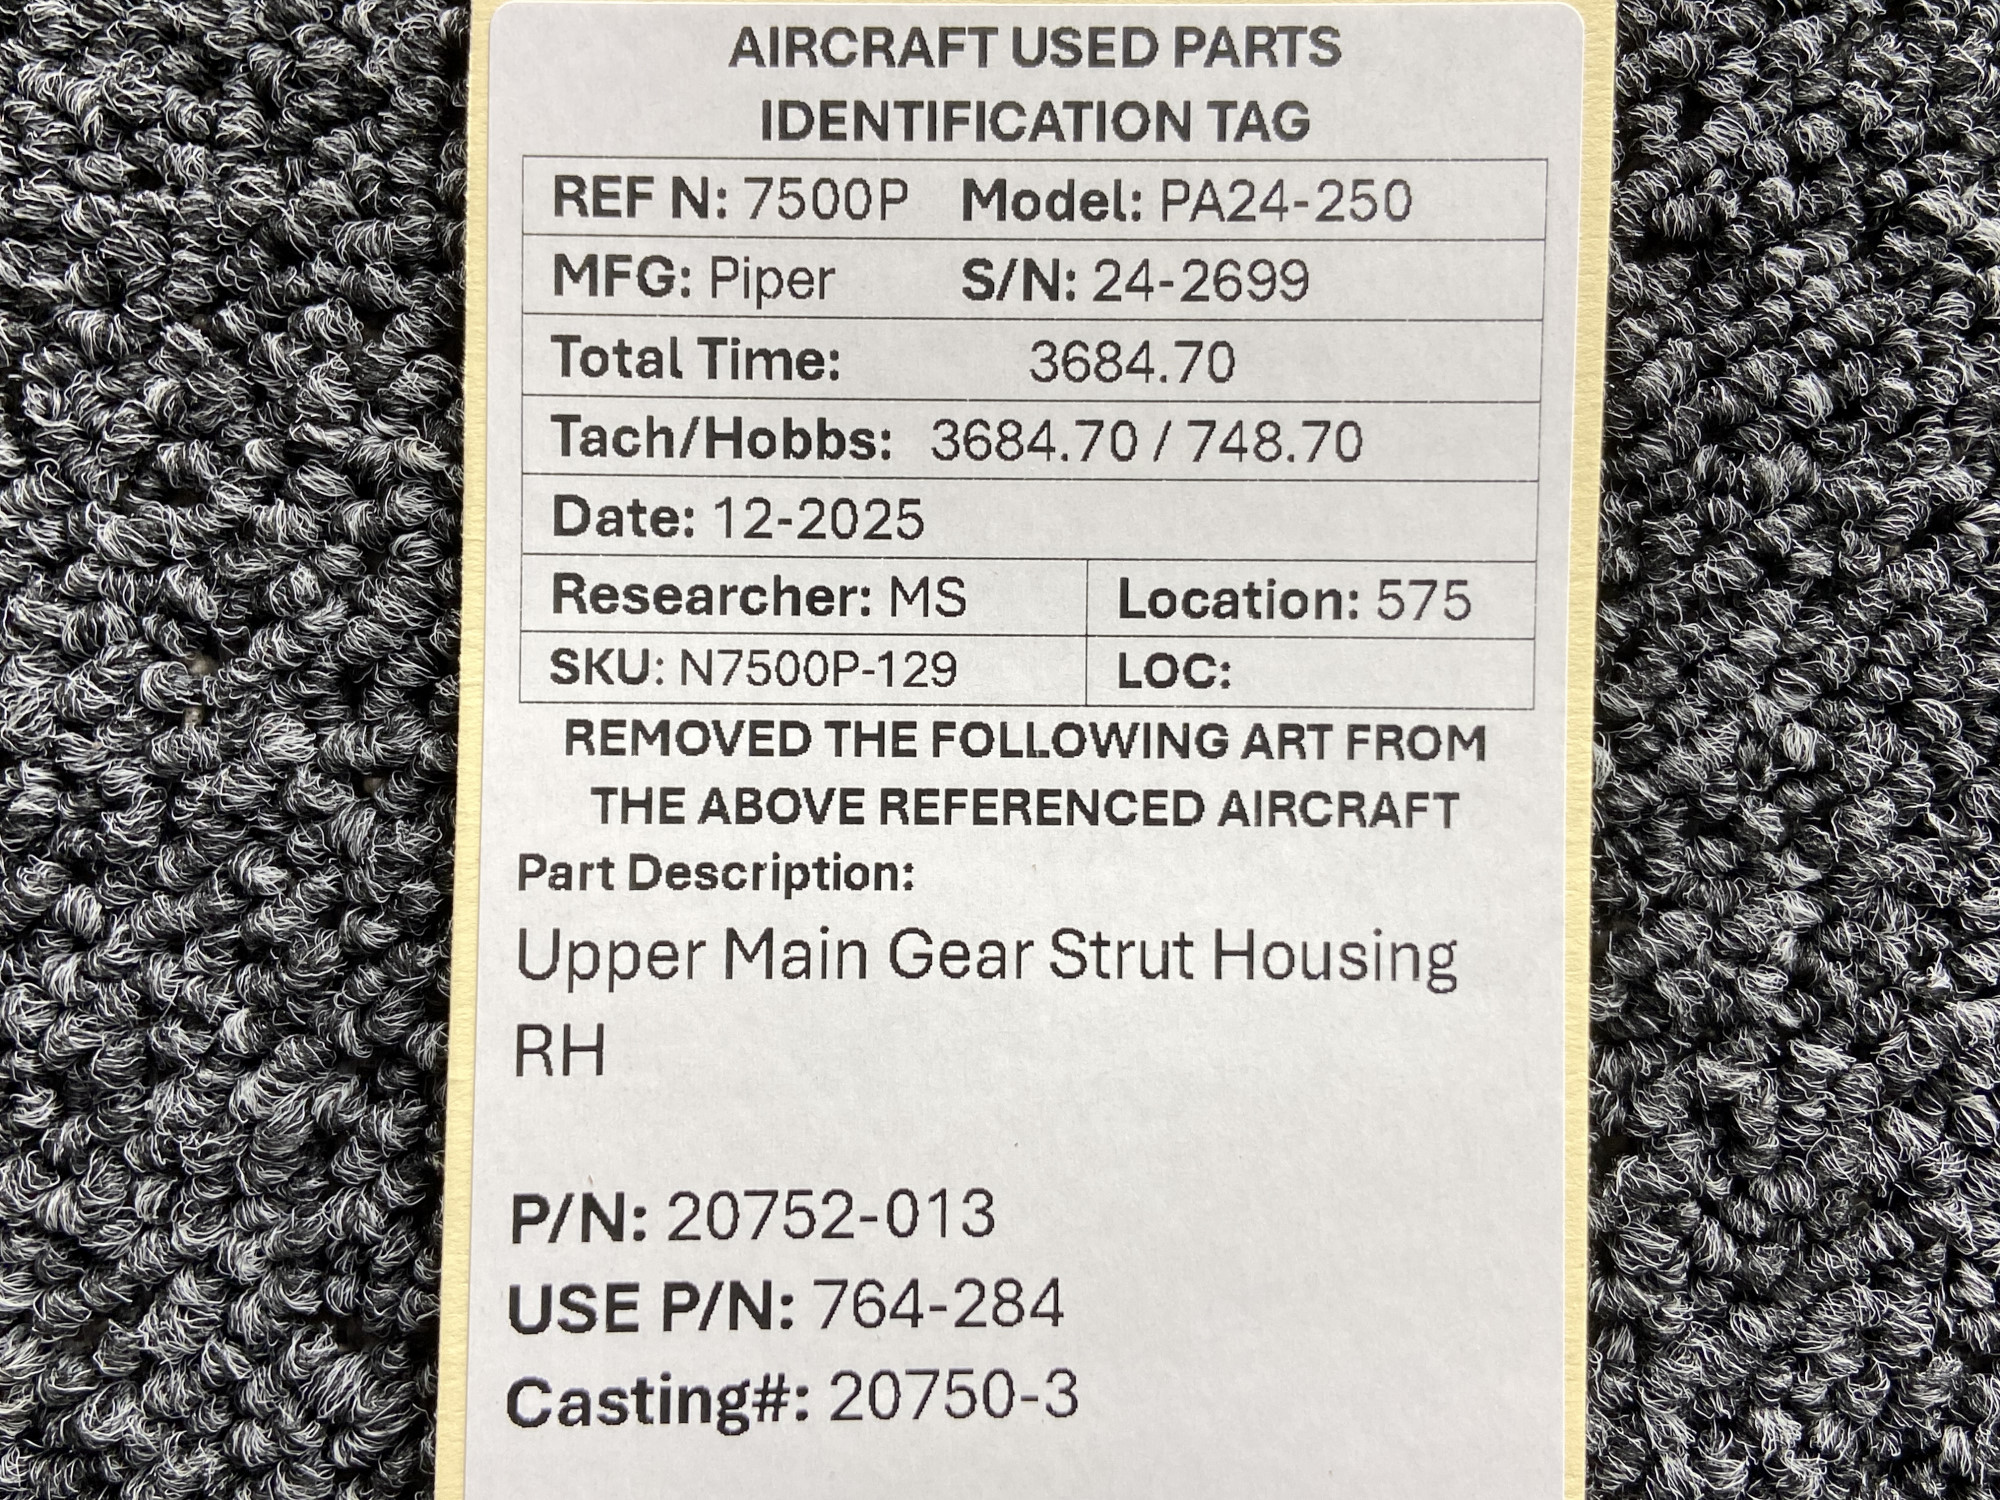 AIRCRAFT USED PARTS
IDENTIFICATION TAG
REF N: 7500P Model: PA24-250
MFG: Piper S/N: 24-2699
Total Time: 3684.70
Tach/Hobbs: 3684.70 / 748.70
Date: 12-2025
Researcher: MS Location: 575
SKU: N7500P-129 LOC:
REMOVED THE FOLLOWING ART FROM
THE ABOVE REFERENCED AIRCRAFT
Part Description:
Upper Main Gear Strut Housing
RH
P/N: 20752-013
USE P/N: 764-284
Casting#: 20750-3